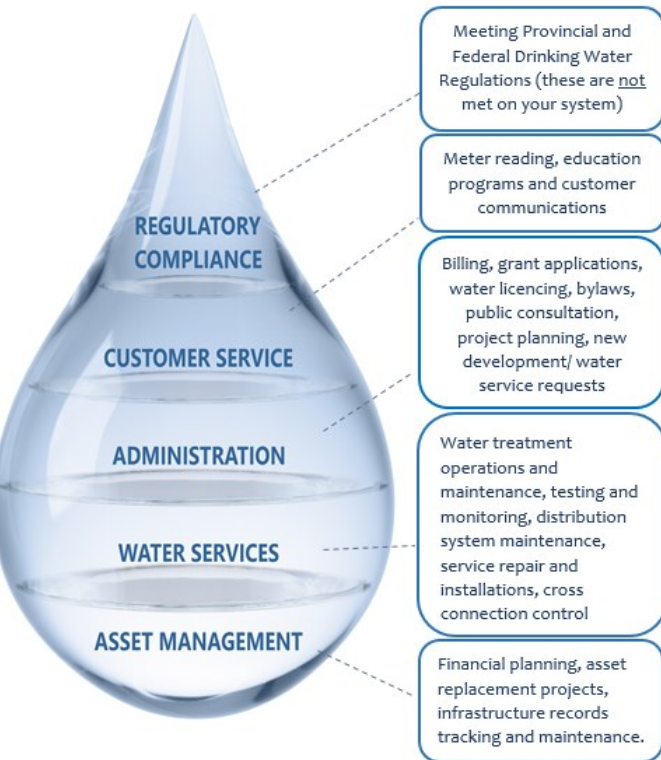 REGULATORY
COMPLIANCE
Meeting Provincial and
Federal Drinking Water
Regulations (these are not
met on your system)
CUSTOMER SERVICE
Meter reading, education
programs and customer
communications
ADMINISTRATION
Billing, grant applications,
water licencing, bylaws,
public consultation,
project planning, new
development/ water
service requests
WATER SERVICES
Water treatment
operations and
maintenance, testing and
monitoring, distribution
system maintenance,
service repair and
installations, cross
connection control
ASSET MANAGEMENT
Financial planning, asset
replacement projects,
infrastructure records
tracking and maintenance.